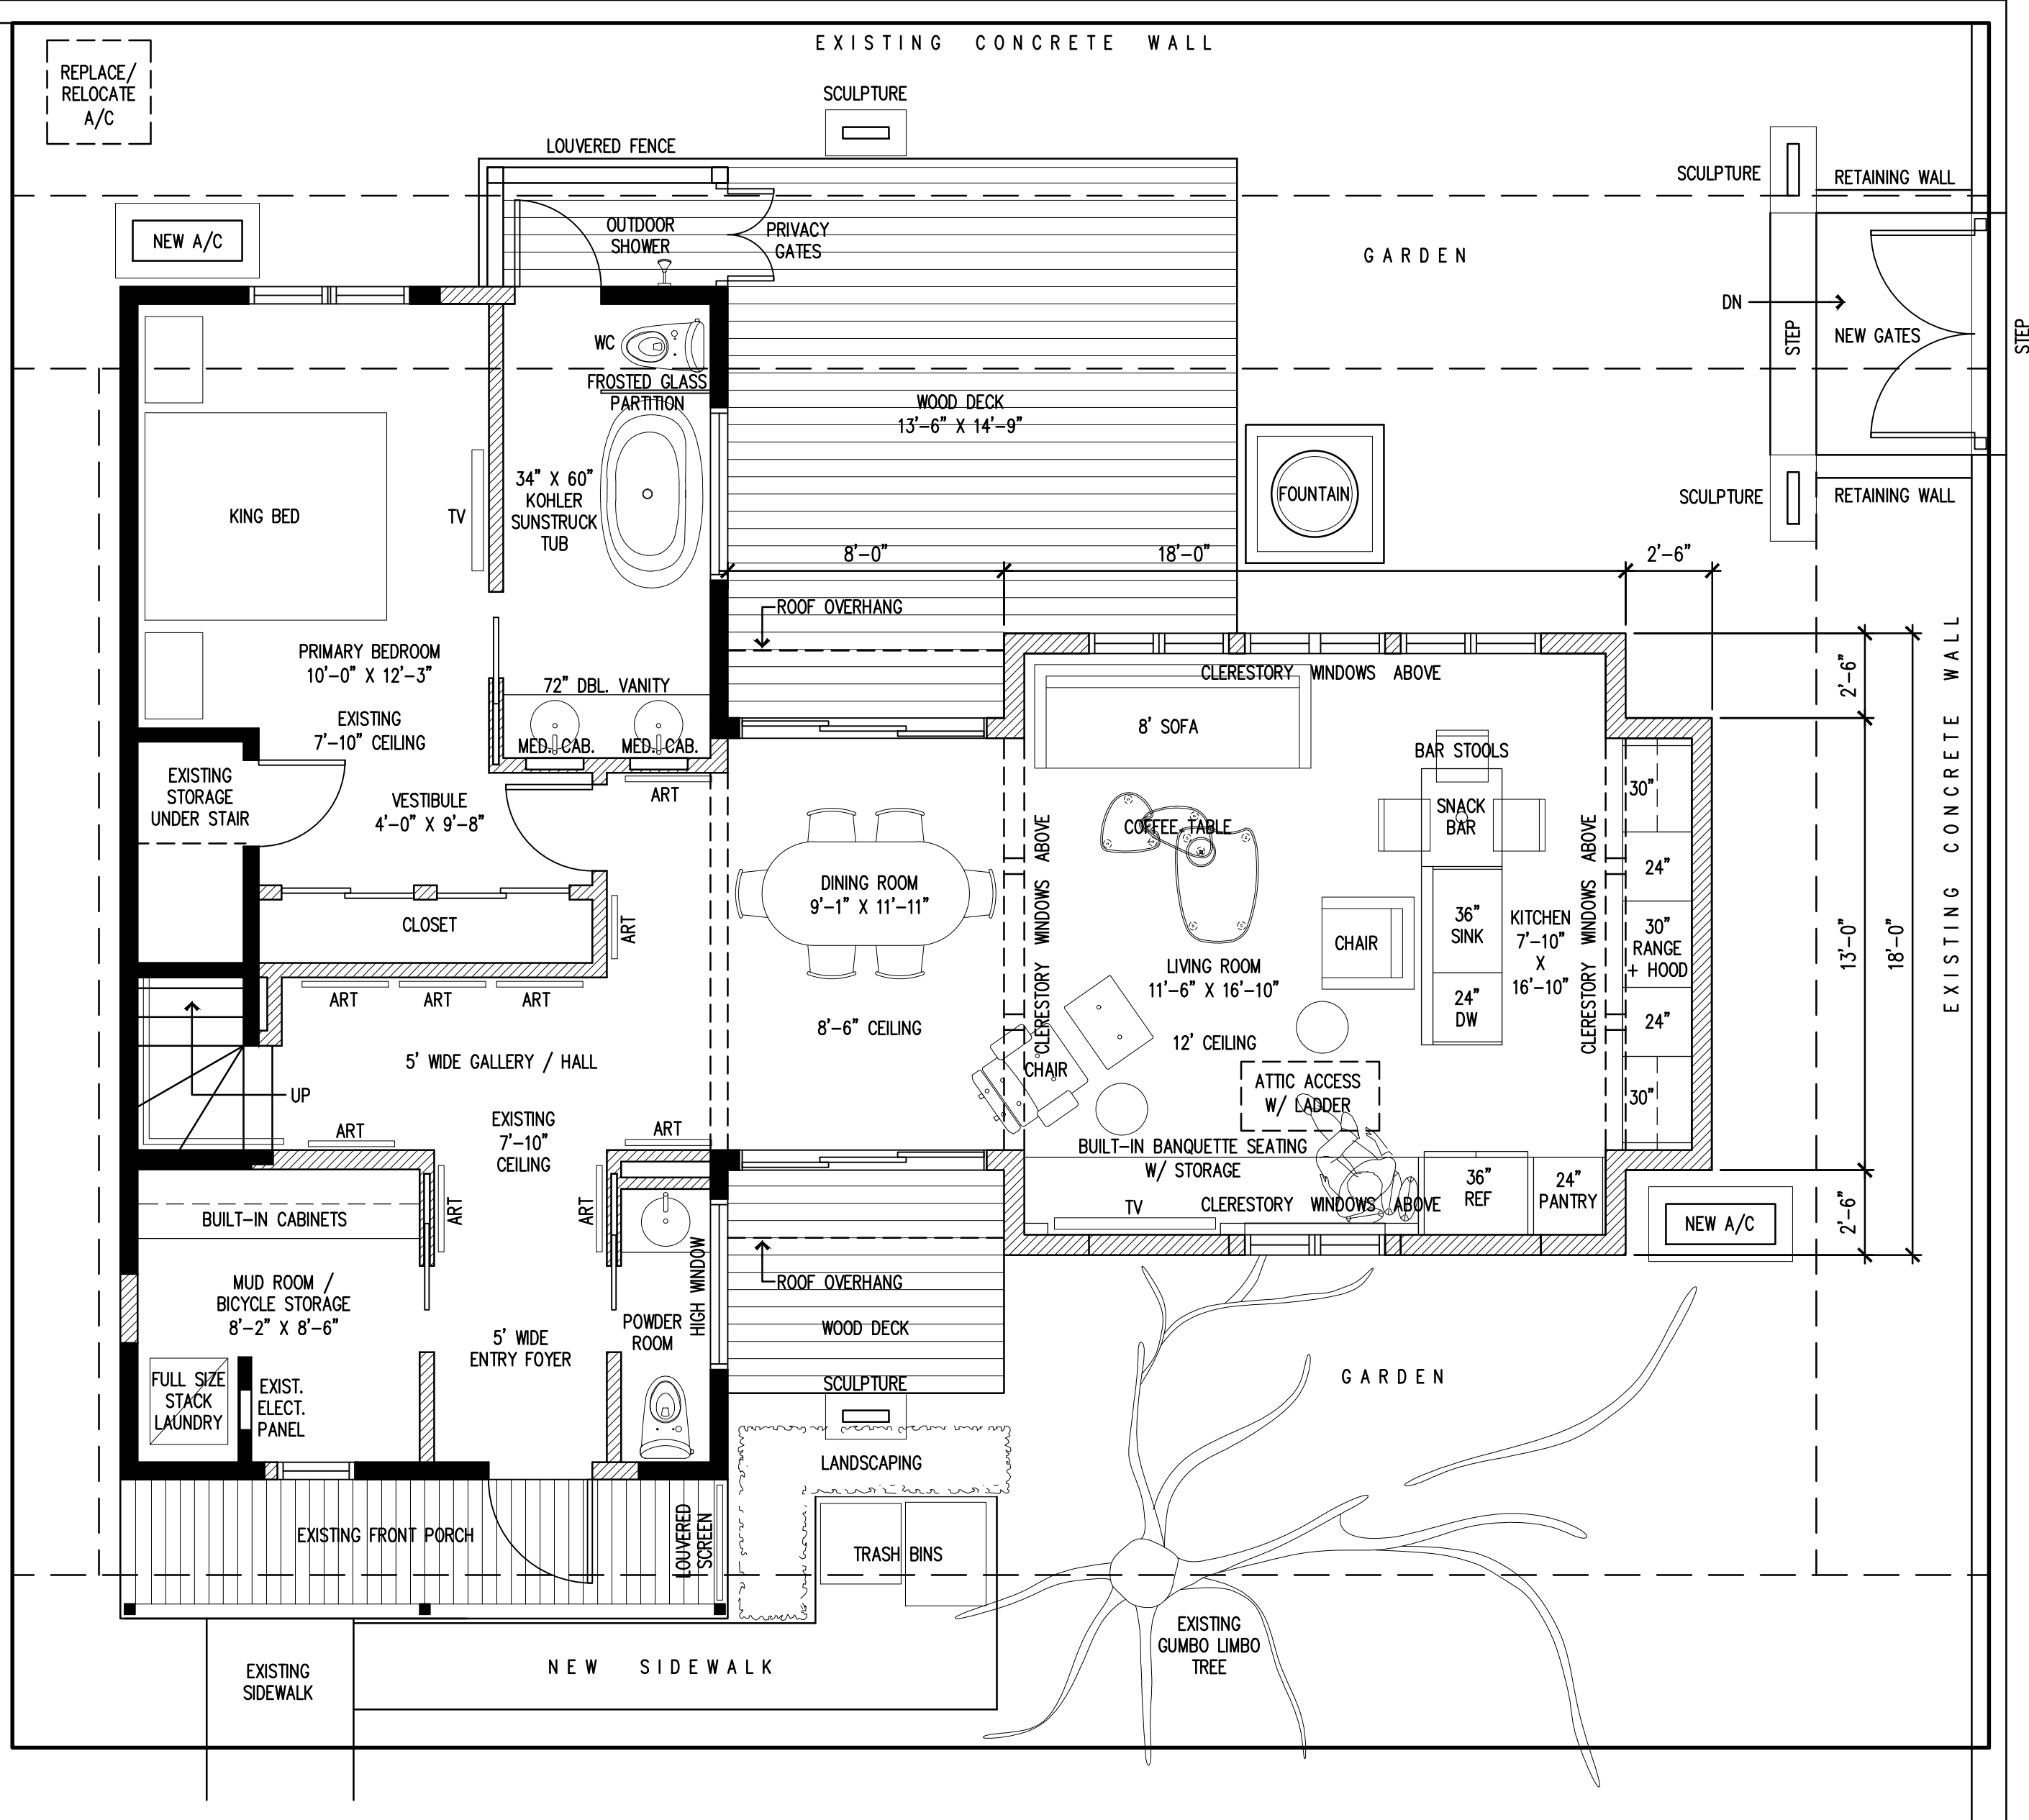 EXISTING CONCRETE WALL
REPLACE/
RELOCATE
A/C
SCULPTURE
LOUVERED FENCE
SCULPTURE
RETAINING WALL
NEW A/C
OUTDOOR
SHOWER
PRIVACY
GATES
GARDEN
DN
STEP
NEW GATES
STEP
WC
FROSTED GLASS
PARTITION
WOOD DECK
13'-6" X 14'-9"
KING BED
TV
34" X 60"
KOHLER
SUNSTRUCK
TUB
FOUNTAIN
SCULPTURE
RETAINING WALL
8'-0"
18'-0"
2'-6"
ROOF OVERHANG
PRIMARY BEDROOM
10'-0" X 12'-3"
72" DBL. VANITY
CLERESTORY WINDOWS ABOVE
2'-6"
EXISTING CONCRETE WALL
EXISTING
7'-10" CEILING
MED. CAB.
MED. CAB.
8' SOFA
BAR STOOLS
EXISTING
STORAGE
UNDER STAIR
ART
30"
VESTIBULE
4'-0" X 9'-8"
COFFEE TABLE
SNACK
BAR
24"
DINING ROOM
9'-1" X 11'-11"
CLERESTORY WINDOWS ABOVE
CLERESTORY WINDOWS ABOVE
CLOSET
ART
CHAIR
36"
SINK
KITCHEN
7'-10"
X
16'-10"
30"
RANGE
+ HOOD
13'-0"
18'-0"
LIVING ROOM
11'-6" X 16'-10"
ART
ART
ART
24"
DW
24"
8'-6" CEILING
12' CEILING
5' WIDE GALLERY / HALL
CHAIR
UP
ATTIC ACCESS
W/ LADDER
30"
EXISTING
7'-10"
CEILING
ART
ART
BUILT-IN BANQUETTE SEATING
W/ STORAGE
36"
REF
24"
PANTRY
BUILT-IN CABINETS
ART
ART
TV
CLERESTORY WINDOWS ABOVE
NEW A/C
2'-6"
MUD ROOM /
BICYCLE STORAGE
8'-2" X 8'-6"
HIGH WINDOW
ROOF OVERHANG
POWDER
ROOM
WOOD DECK
5' WIDE
ENTRY FOYER
FULL SIZE
STACK
LAUNDRY
EXIST.
ELECT.
PANEL
SCULPTURE
GARDEN
LANDSCAPING
EXISTING FRONT PORCH
LOUVERED
SCREEN
TRASH BINS
EXISTING
GUMBO LIMBO
TREE
EXISTING
SIDEWALK
NEW SIDEWALK